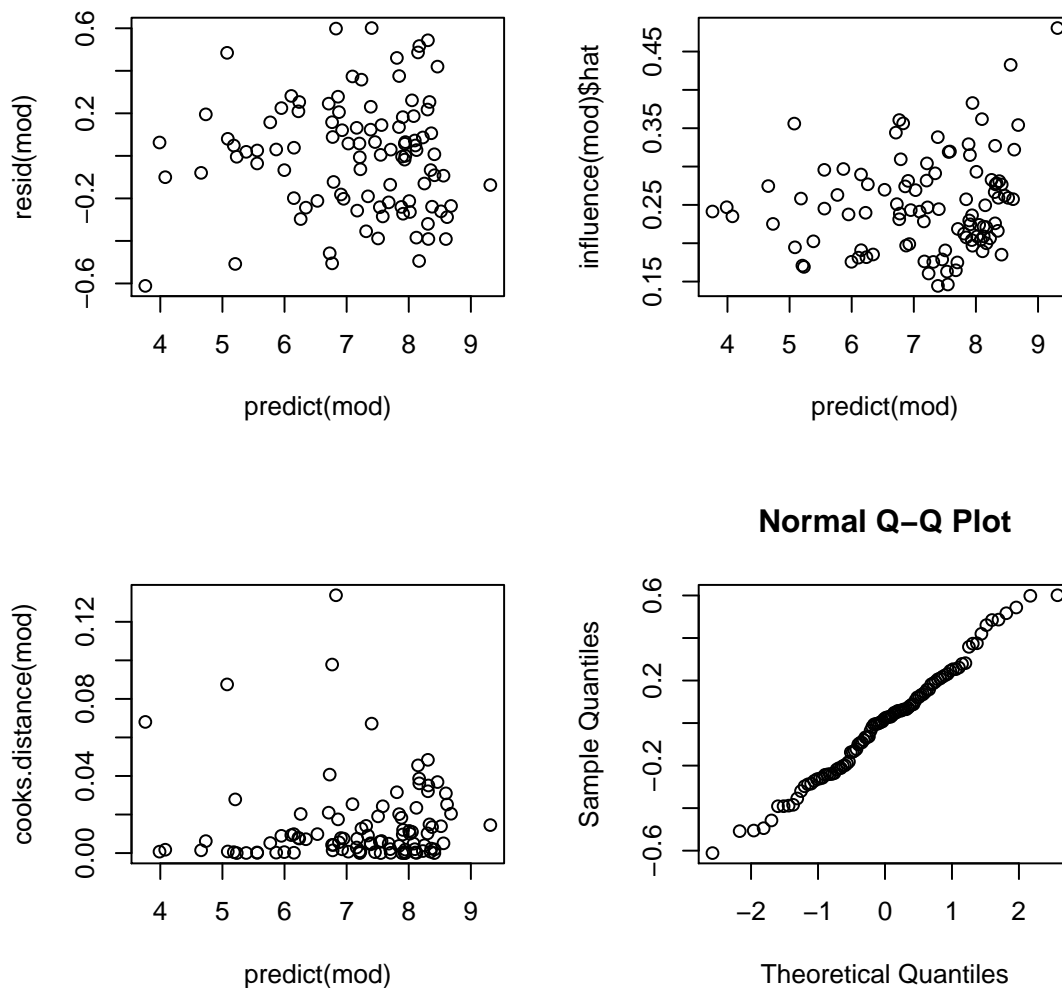 resid(mod)
0.6
0.2
−0.2
−0.6
4 5 6 7 8 9
predict(mod)
influence(mod)$hat
0.45
0.35
0.25
0.15
4 5 6 7 8 9
predict(mod)
cooks.distance(mod)
0.12
0.08
0.04
0.00
4 5 6 7 8 9
predict(mod)
Normal Q−Q Plot
Sample Quantiles
0.6
0.2
−0.2
−0.6
−2 −1 0 1 2
Theoretical Quantiles